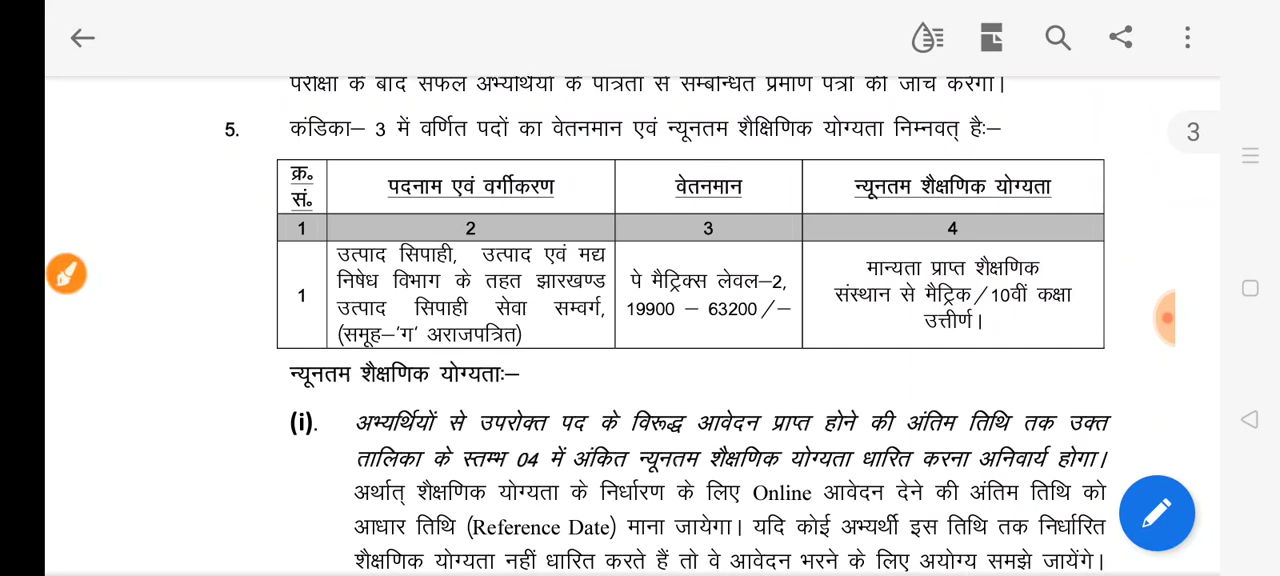 परीक्षा के बाद सफल अभ्यर्थियों के पात्रता से सम्बन्धित प्रमाण पत्रों की जाँच करेगा।
3
5. कंडिका– 3 में वर्णित पदों का वेतनमान एवं न्यूनतम शैक्षिणिक योग्यता निम्नवत् हैः–
क्र० सं० पदनाम एवं वर्गीकरण वेतनमान न्यूनतम शैक्षणिक योग्यता
1 2 3 4
1
उत्पाद सिपाही, उत्पाद एवं मद्य
निषेध विभाग के तहत झारखण्ड
उत्पाद सिपाही सेवा सम्वर्ग,
(समूह–‘ग’ अराजपत्रित)
पे मैट्रिक्स लेवल–2,
19900 – 63200/–
मान्यता प्राप्त शैक्षणिक
संस्थान से मैट्रिक/10वीं कक्षा
उत्तीर्ण।
न्यूनतम शैक्षणिक योग्यताः–
(i). अभ्यर्थियों से उपरोक्त पद के विरूद्ध आवेदन प्राप्त होने की अंतिम तिथि तक उक्त
तालिका के स्तम्भ 04 में अंकित न्यूनतम शैक्षणिक योग्यता धारित करना अनिवार्य होगा।
अर्थात् शैक्षणिक योग्यता के निर्धारण के लिए Online आवेदन देने की अंतिम तिथि को
आधार तिथि (Reference Date) माना जायेगा। यदि कोई अभ्यर्थी इस तिथि तक निर्धारित
शैक्षणिक योग्यता नहीं धारित करते हैं तो वे आवेदन भरने के लिए अयोग्य समझे जायेंगे।